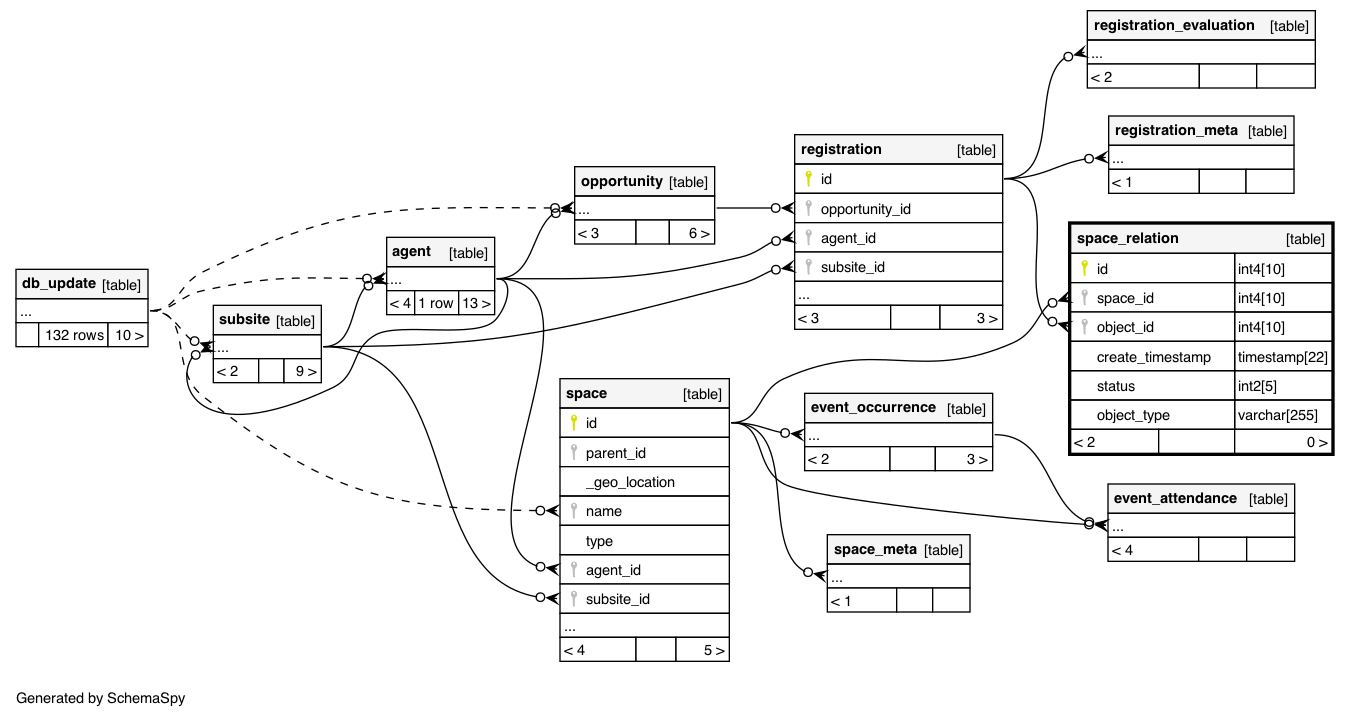 registration_evaluation [table]
...
< 2
registration_meta [table]
...
< 1
registration [table]
id
opportunity_id
agent_id
subsite_id
...
< 3 3 >
opportunity [table]
...
< 3 6 >
space_relation [table]
id int4[10]
space_id int4[10]
object_id int4[10]
create_timestamp timestamp[22]
status int2[5]
object_type varchar[255]
< 2 0 >
agent [table]
...
< 4 1 row 13 >
db_update [table]
...
132 rows 10 >
subsite [table]
...
< 2 9 >
space [table]
id
parent_id
_geo_location
name
type
agent_id
subsite_id
...
< 4 5 >
event_occurrence [table]
...
< 2 3 >
event_attendance [table]
...
< 4
space_meta [table]
...
< 1
Generated by SchemaSpy